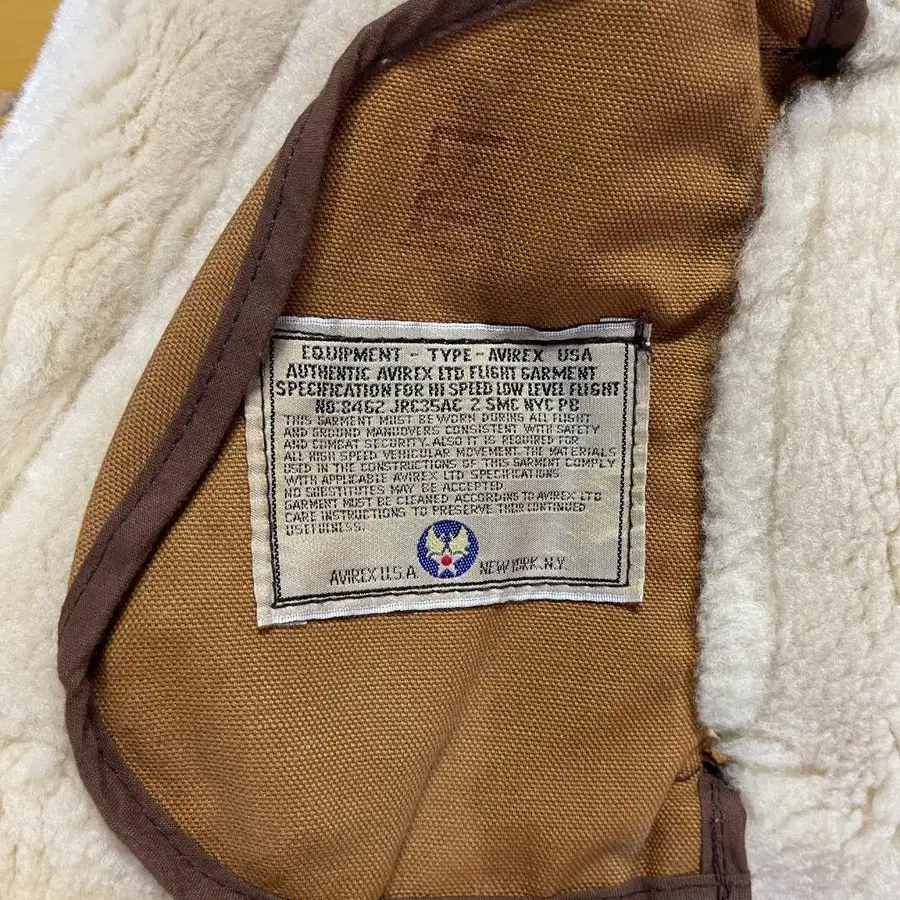 EQUIPMENT - TYPE - AVIREX USA
AUTHENTIC AVIREX LTD FLIGHT GARMENT
SPECIFICATION FOR HI SPEED LOW LEVEL FLIGHT
NO.8462 JRC35AC 2 SMC NYC PB
THIS GARMENT MUST BE WORN DURING ALL FLIGHT
AND GROUND MANOVERS CONSISTENT WITH SAFETY
AND COMBAT SECURITY. ALSO IT IS REQUIRED FOR
ALL HIGH SPEED VEHICULAR MOVEMENT. THE MATERIALS
USED IN THE CONSTRUCTIONS OF THIS GARMENT COMPLY
WITH APPLICABLE AVIREX LTD SPECIFICATIONS
NO SUBSTITUTES MAY BE ACCEPTED.
GARMENT MUST BE CLEANED ACCORDING TO AVIREX LTD
CARE INSTRUCTIONS TO PRESERVE THEIR CONTINUED
USEFULNESS.
AVIREX U.S.A. NEW YORK. N.Y.